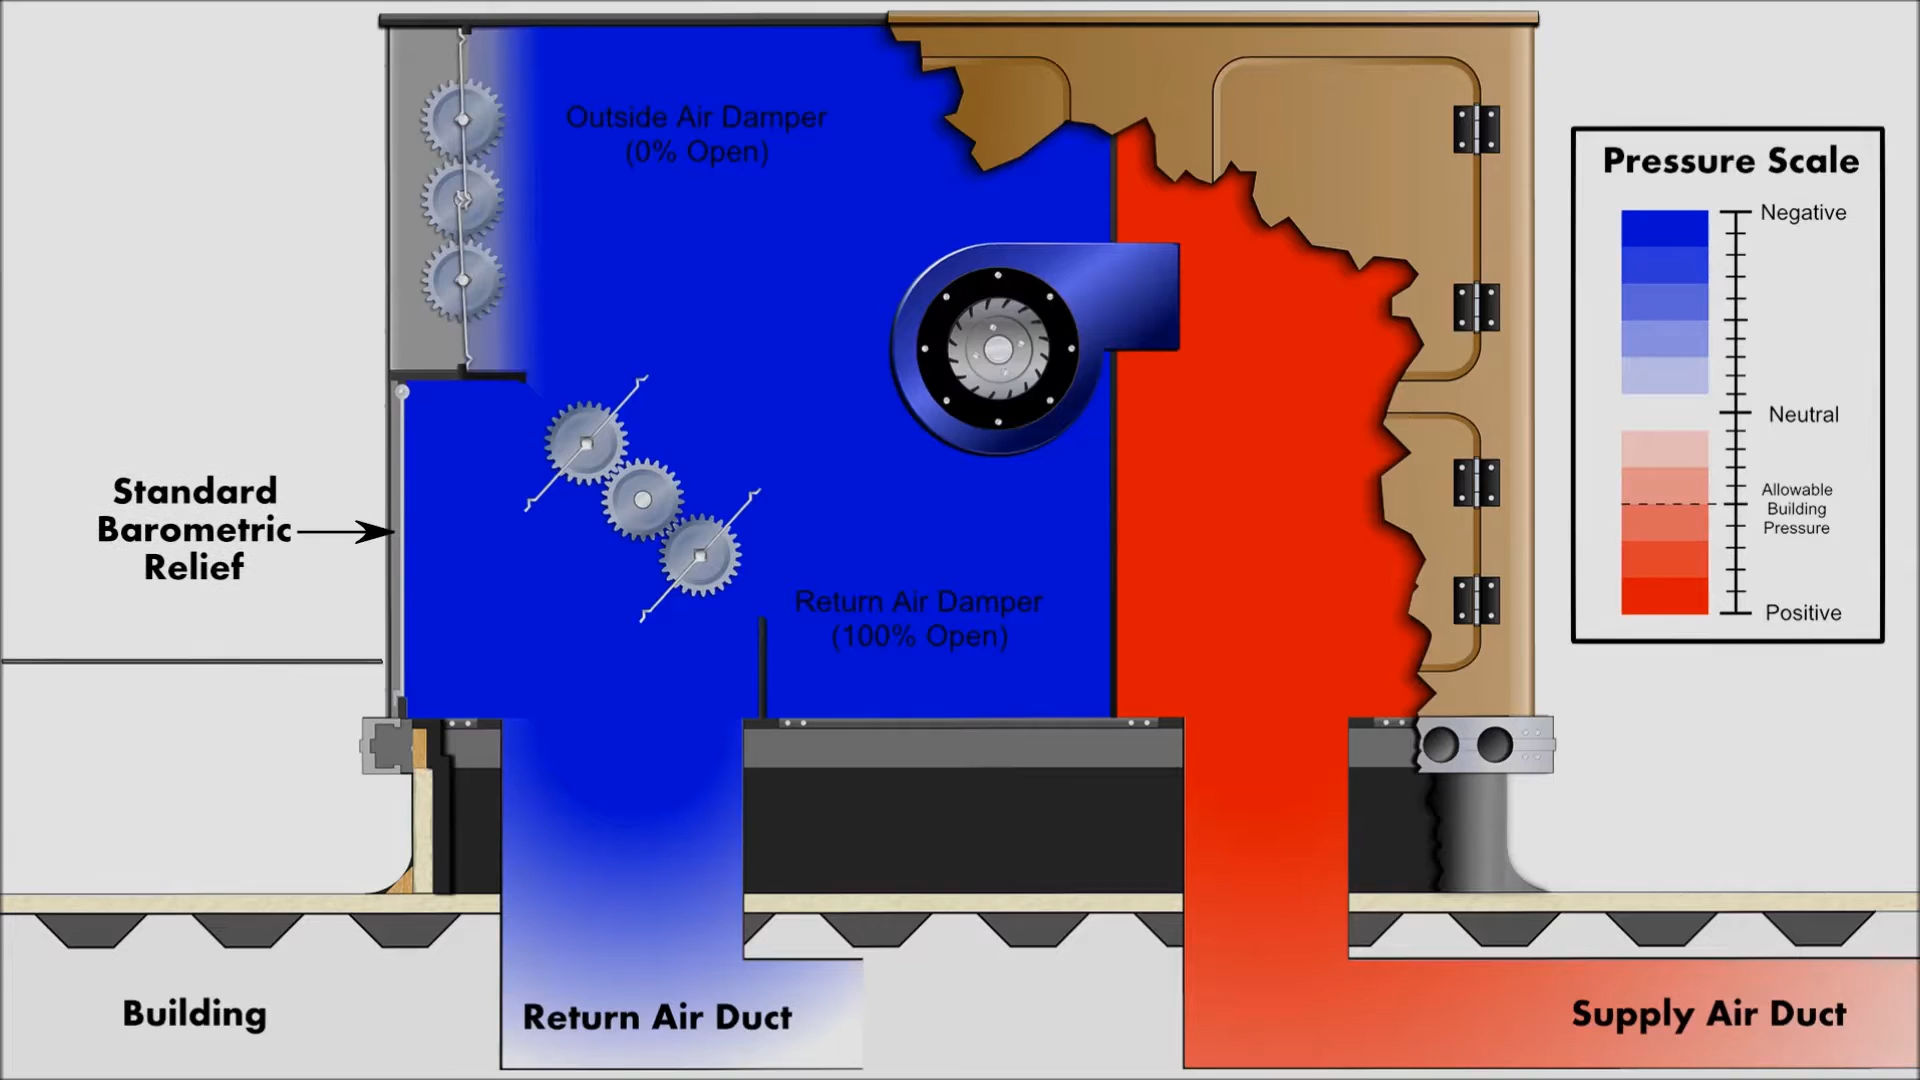 Outside Air Damper
(0% Open)
Pressure Scale
Negative
Neutral
Allowable
Building
Pressure
Positive
Standard
Barometric
Relief
Return Air Damper
(100% Open)
Building
Return Air Duct
Supply Air Duct